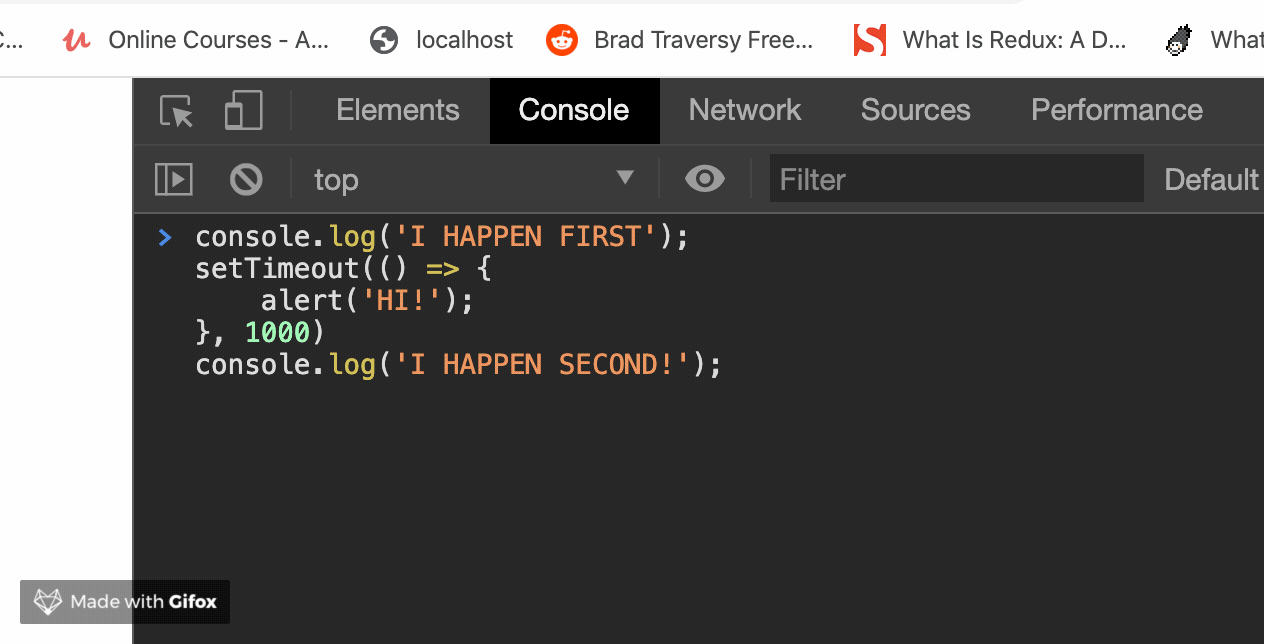 C... Online Courses - A... localhost Brad Traversy Free... What Is Redux: A D... What
Elements Console Network Sources Performance
top Filter Default
> console.log('I HAPPEN FIRST');
setTimeout(() => {
    alert('HI!');
}, 1000)
console.log('I HAPPEN SECOND!');
Made with Gifox